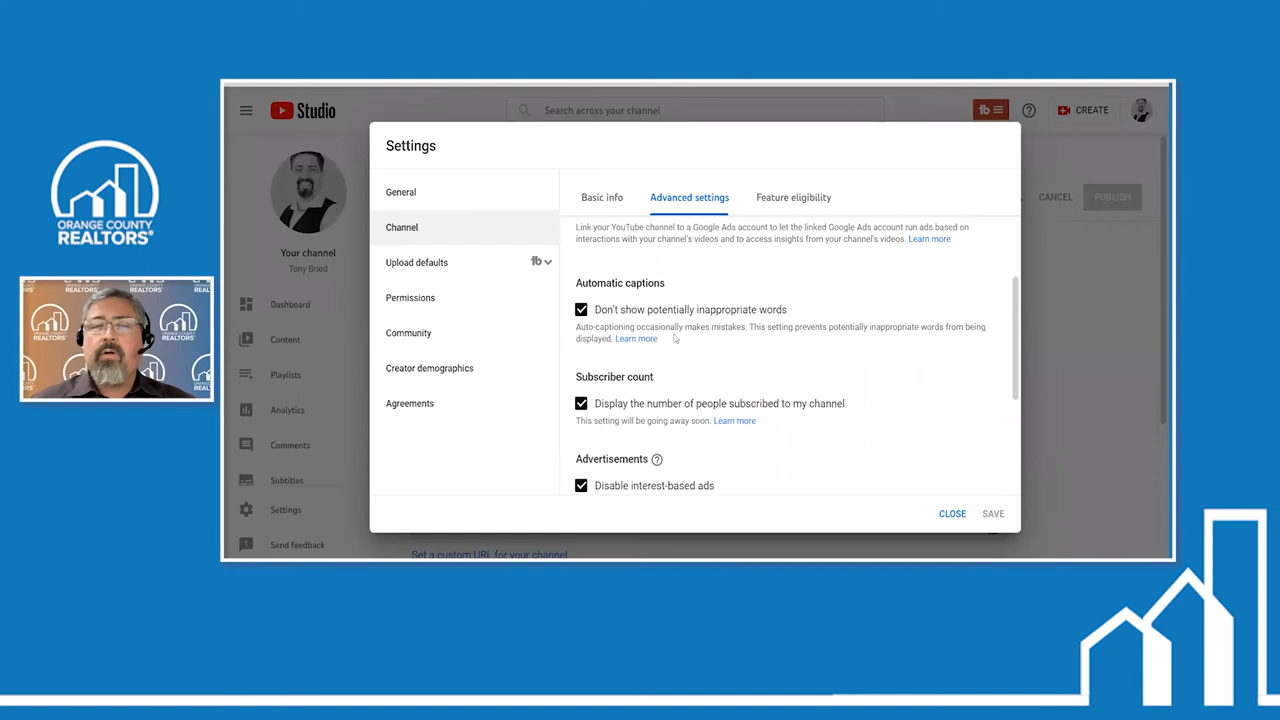 ORANGE COUNTY
REALTORS®
Studio
Search across your channel
CREATE
Your channel
Tony Bried
Dashboard
Content
Playlists
Analytics
Comments
Subtitles
Settings
Send feedback
CANCEL
PUBLISH
Set a custom URL for your channel
Settings
General
Channel
Upload defaults
Permissions
Community
Creator demographics
Agreements
Basic info
Advanced settings
Feature eligibility
Link your YouTube channel to a Google Ads account to let the linked Google Ads account run ads based on
interactions with your channel's videos and to access insights from your channel's videos. Learn more
Automatic captions
Don't show potentially inappropriate words
Auto-captioning occasionally makes mistakes. This setting prevents potentially inappropriate words from being
displayed. Learn more
Subscriber count
Display the number of people subscribed to my channel
This setting will be going away soon. Learn more
Advertisements
Disable interest-based ads
CLOSE
SAVE